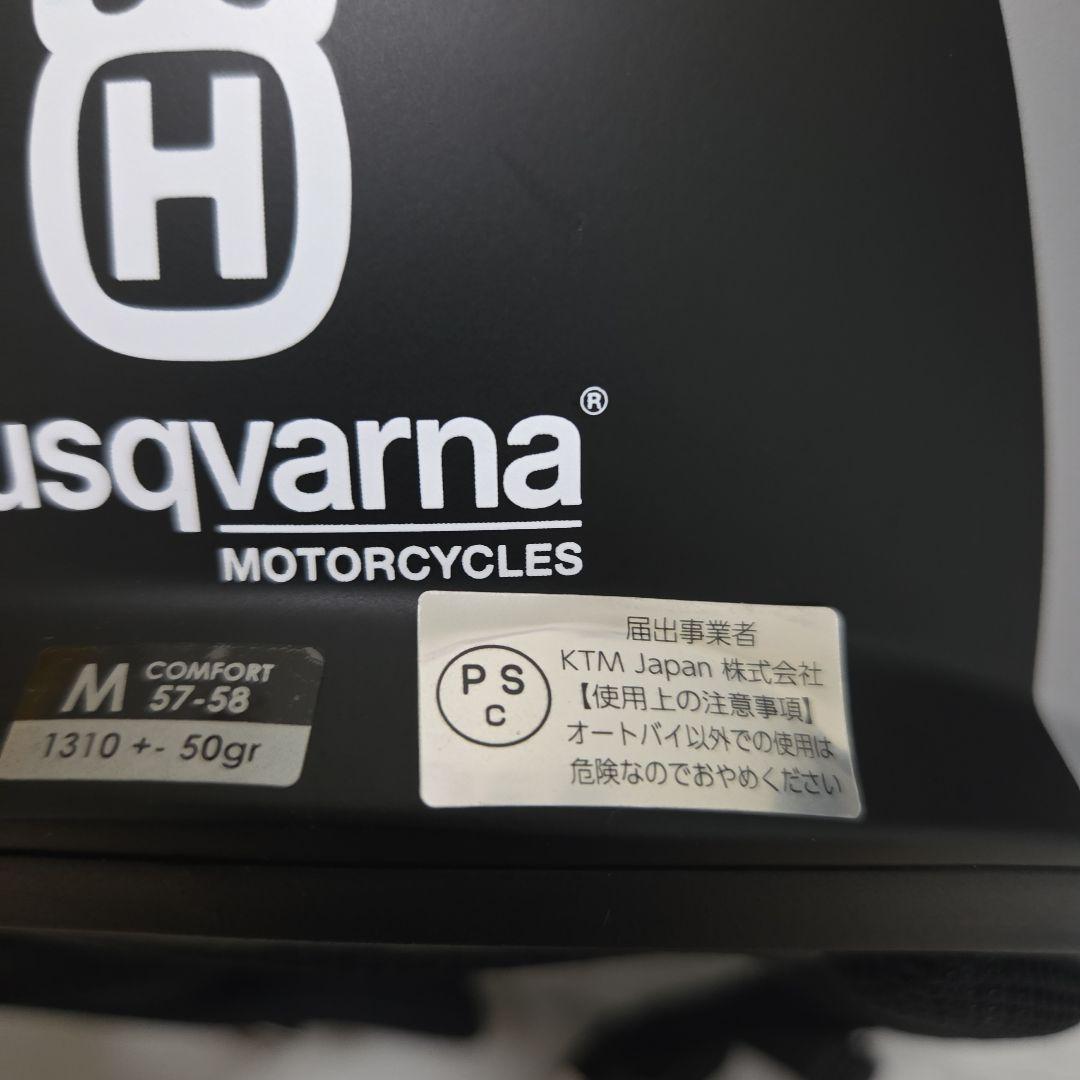 H
usqvarna®
MOTORCYCLES
M COMFORT
57-58
1310 +- 50gr
PS
C
届出事業者
KTM Japan 株式会社
【使用上の注意事項】
オートバイ以外での使用は
危険なのでおやめください